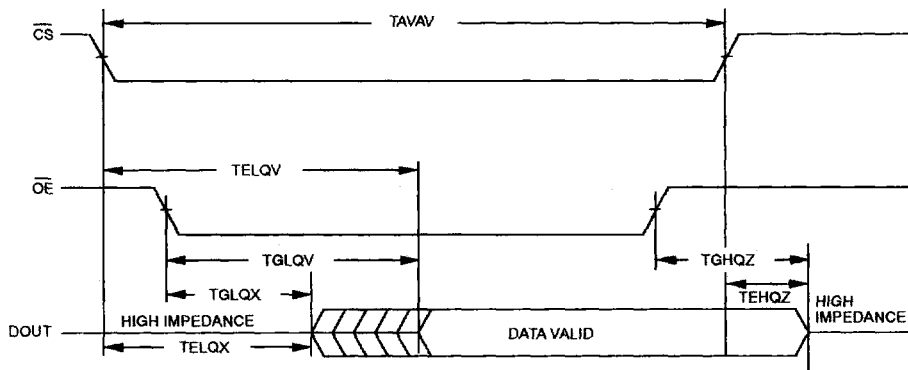 TAVAV
CS
TELQV
OE
TGLQV
TGHQZ
TGLQX
TEHQZ
HIGH IMPEDANCE
HIGH IMPEDANCE
DOUT
DATA VALID
TELQX